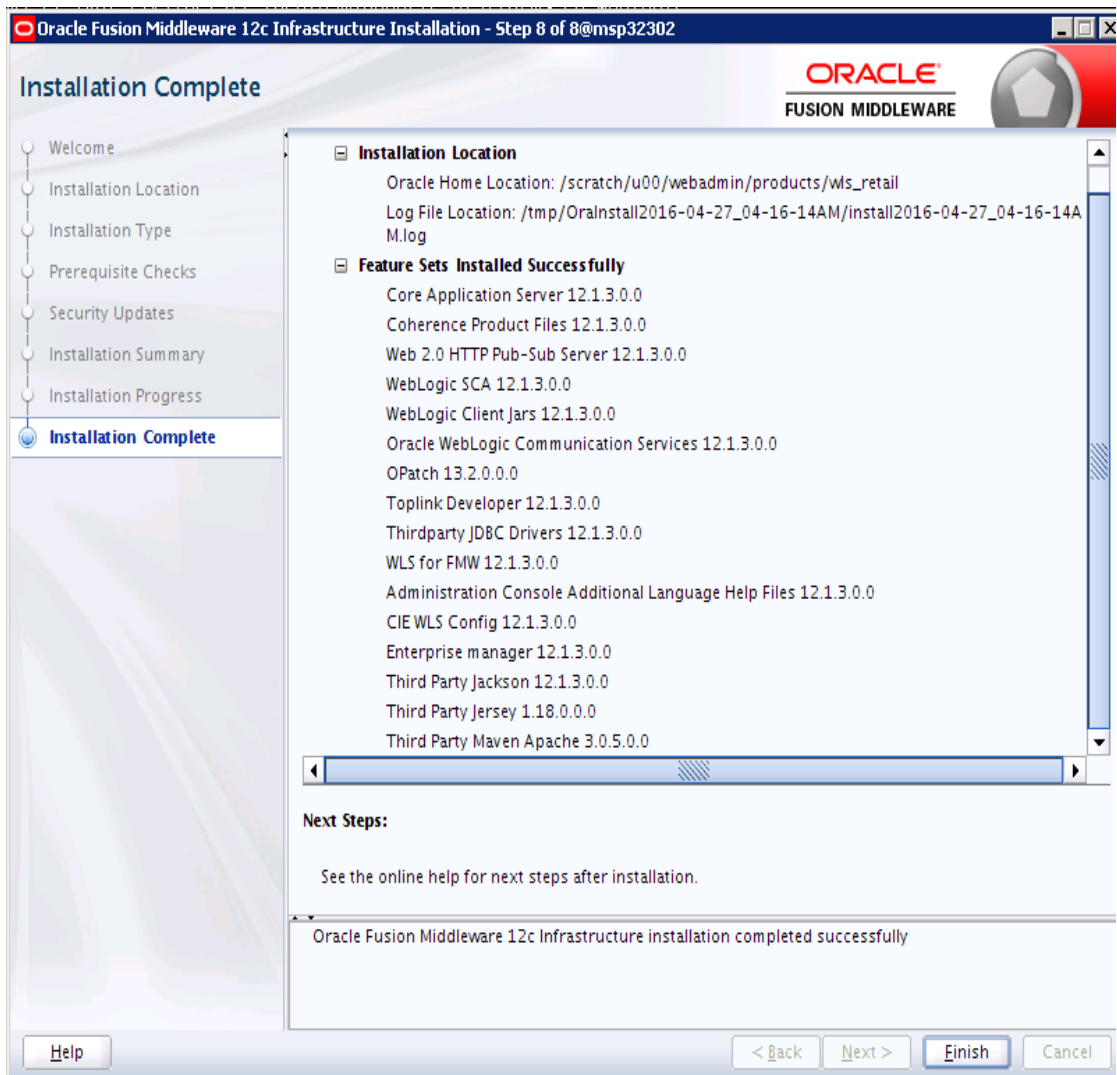 Oracle Fusion Middleware 12c Infrastructure Installation - Step 8 of 8@msp32302
Installation Complete
ORACLE
FUSION MIDDLEWARE
Welcome
Installation Location
Installation Type
Prerequisite Checks
Security Updates
Installation Summary
Installation Progress
Installation Complete
Installation Location
Oracle Home Location: /scratch/u00/webadmin/products/wls_retail
Log File Location: /tmp/OraInstall2016-04-27_04-16-14AM/install2016-04-27_04-16-14A
M.log
Feature Sets Installed Successfully
Core Application Server 12.1.3.0.0
Coherence Product Files 12.1.3.0.0
Web 2.0 HTTP Pub-Sub Server 12.1.3.0.0
WebLogic SCA 12.1.3.0.0
WebLogic Client Jars 12.1.3.0.0
Oracle WebLogic Communication Services 12.1.3.0.0
OPatch 13.2.0.0.0
Toplink Developer 12.1.3.0.0
Thirdparty JDBC Drivers 12.1.3.0.0
WLS for FMW 12.1.3.0.0
Administration Console Additional Language Help Files 12.1.3.0.0
CIE WLS Config 12.1.3.0.0
Enterprise manager 12.1.3.0.0
Third Party Jackson 12.1.3.0.0
Third Party Jersey 1.18.0.0.0
Third Party Maven Apache 3.0.5.0.0
Next Steps:
See the online help for next steps after installation.
Oracle Fusion Middleware 12c Infrastructure installation completed successfully
Help
< Back
Next >
Finish
Cancel